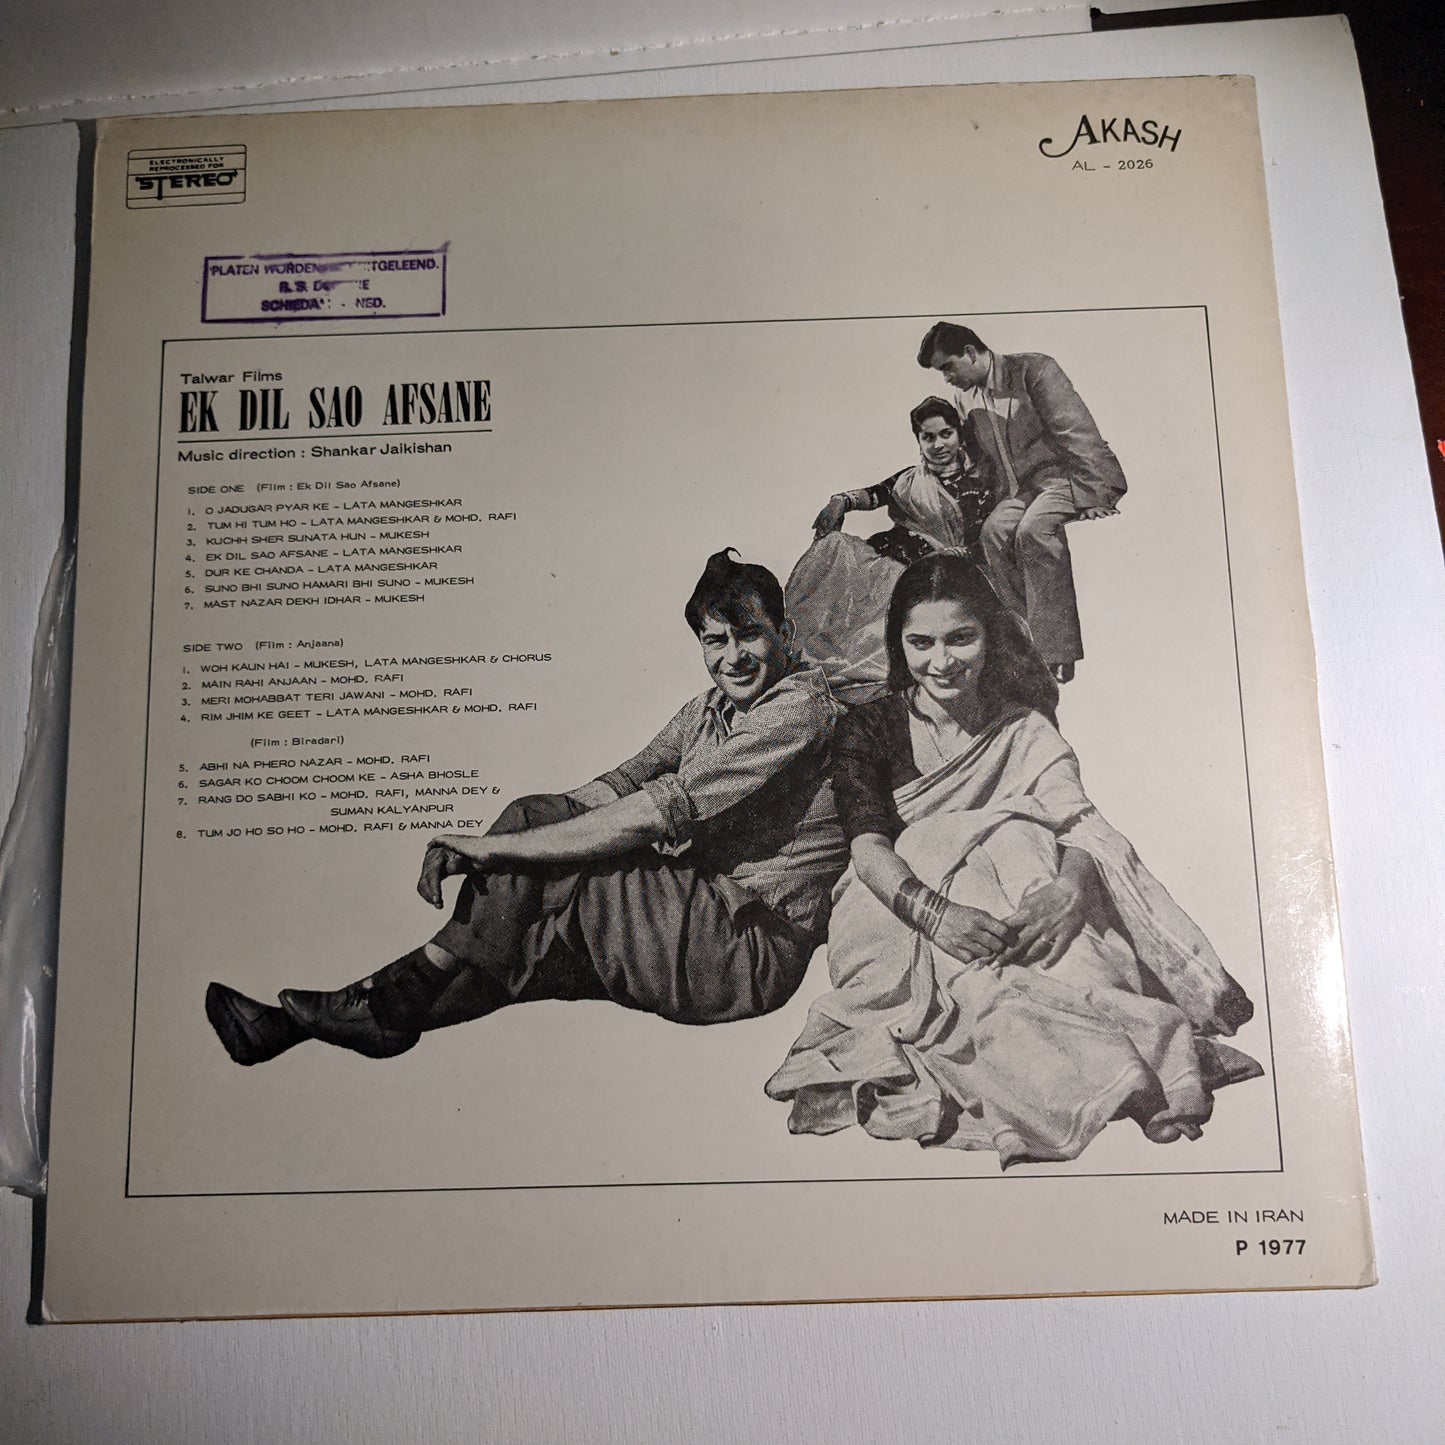 ELECTRONICALLY
REPROCESSED FOR
STEREO
AKASH
AL - 2026
PLATEN WORDEN
SCHIEDA - NED.
Talwar Films
EK DIL SAO AFSANE
Music direction : Shankar Jaikishan
SIDE ONE (Film : Ek Dil Sao Afsane)
1. O JADUGAR PYAR KE - LATA MANGESHKAR
2. TUM HI TUM HO - LATA MANGESHKAR & MOHD. RAFI
3. KUCHH SHER SUNATA HUN - MUKESH
4. EK DIL SAO AFSANE - LATA MANGESHKAR
5. DUR KE CHANDA - LATA MANGESHKAR
6. SUNO BHI SUNO HAMARI BHI SUNO - MUKESH
7. MAST NAZAR DEKH IDHAR - MUKESH
SIDE TWO (Film : Anjaana)
1. WOH KAUN HAI - MUKESH, LATA MANGESHKAR & CHORUS
2. MAIN RAHI ANJAAN - MOHD. RAFI
3. MERI MOHABBAT TERI JAWANI - MOHD. RAFI
4. RIM JHIM KE GEET - LATA MANGESHKAR & MOHD. RAFI
(Film : Biradari)
5. ABHI NA PHERO NAZAR - MOHD. RAFI
6. SAGAR KO CHOOM CHOOM KE - ASHA BHOSLE
7. RANG DO SABHI KO - MOHD. RAFI, MANNA DEY &
SUMAN KALYANPUR
8. TUM JO HO SO HO - MOHD. RAFI & MANNA DEY
MADE IN IRAN
P 1977